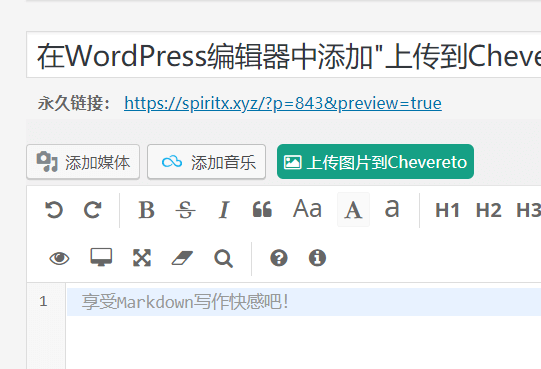 在WordPress编辑器中添加"上传到Cheve
永久链接： https://spiritx.xyz/?p=843&preview=true
添加媒体 添加音乐 上传图片到Chevereto
B S I Aa A a H1 H2 H3
1 享受Markdown写作快感吧!